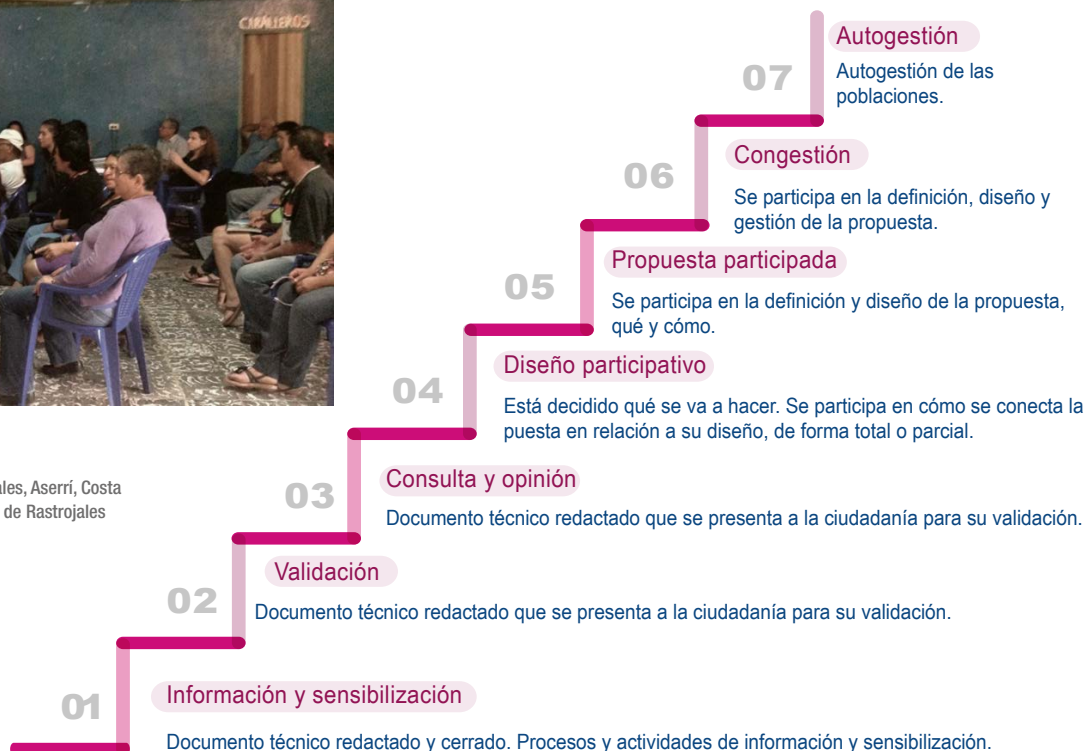 CABALLEROS
07
Autogestión
Autogestión de las
poblaciones.
06
Congestión
Se participa en la definición, diseño y
gestión de la propuesta.
05
Propuesta participada
Se participa en la definición y diseño de la propuesta,
qué y cómo.
04
Diseño participativo
Está decidido qué se va a hacer. Se participa en cómo se conecta la
puesta en relación a su diseño, de forma total o parcial.
ales, Aserrí, Costa
de Rastrojales
03
Consulta y opinión
Documento técnico redactado que se presenta a la ciudadanía para su validación.
02
Validación
Documento técnico redactado que se presenta a la ciudadanía para su validación.
01
Información y sensibilización
Documento técnico redactado y cerrado. Procesos y actividades de información y sensibilización.